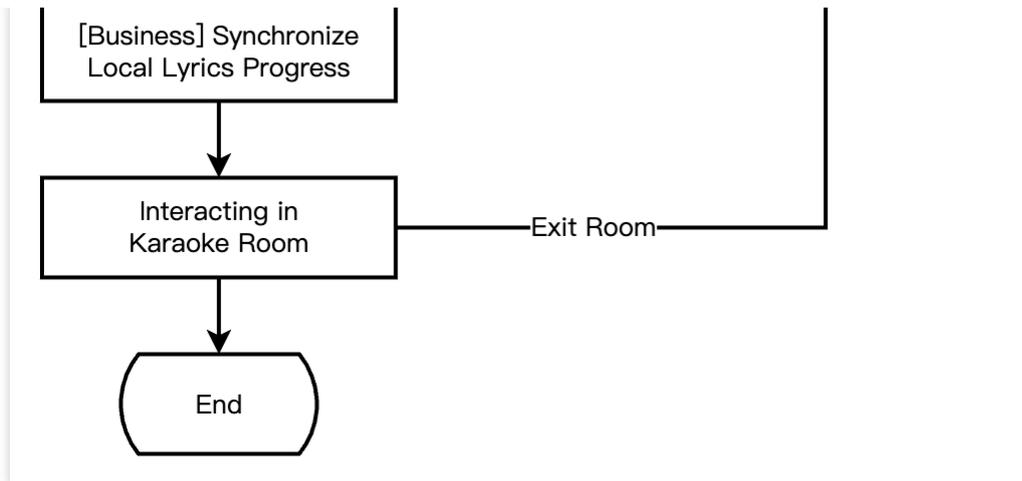 [Business] Synchronize
Local Lyrics Progress
Interacting in
Karaoke Room
Exit Room
End